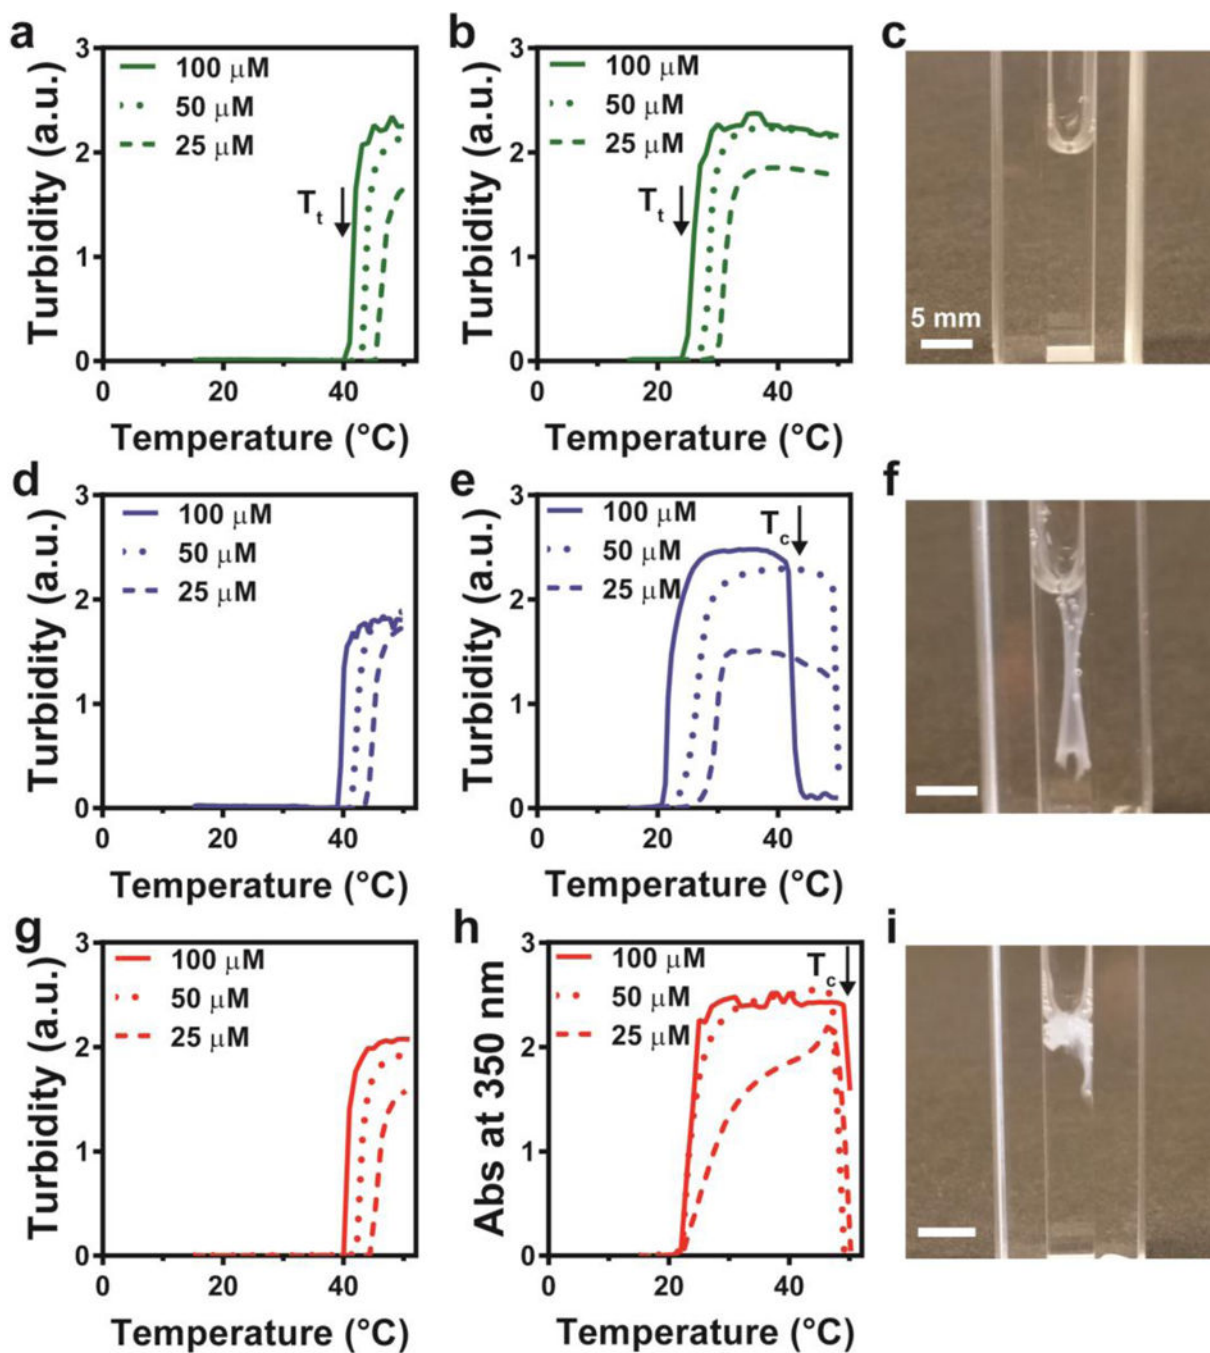 a
3
2
1
0
0
20
40
Turbidity (a.u.)
Temperature (°C)
100 μM
50 μM
25 μM
Tt
b
3
2
1
0
0
20
40
Turbidity (a.u.)
Temperature (°C)
100 μM
50 μM
25 μM
Tt
c
5 mm
d
3
2
1
0
0
20
40
Turbidity (a.u.)
Temperature (°C)
100 μM
50 μM
25 μM
e
3
2
1
0
0
20
40
Turbidity (a.u.)
Temperature (°C)
100 μM
50 μM
25 μM
Tc
f
g
3
2
1
0
0
20
40
Turbidity (a.u.)
Temperature (°C)
100 μM
50 μM
25 μM
h
3
2
1
0
0
20
40
Abs at 350 nm
Temperature (°C)
100 μM
50 μM
25 μM
Tc
i